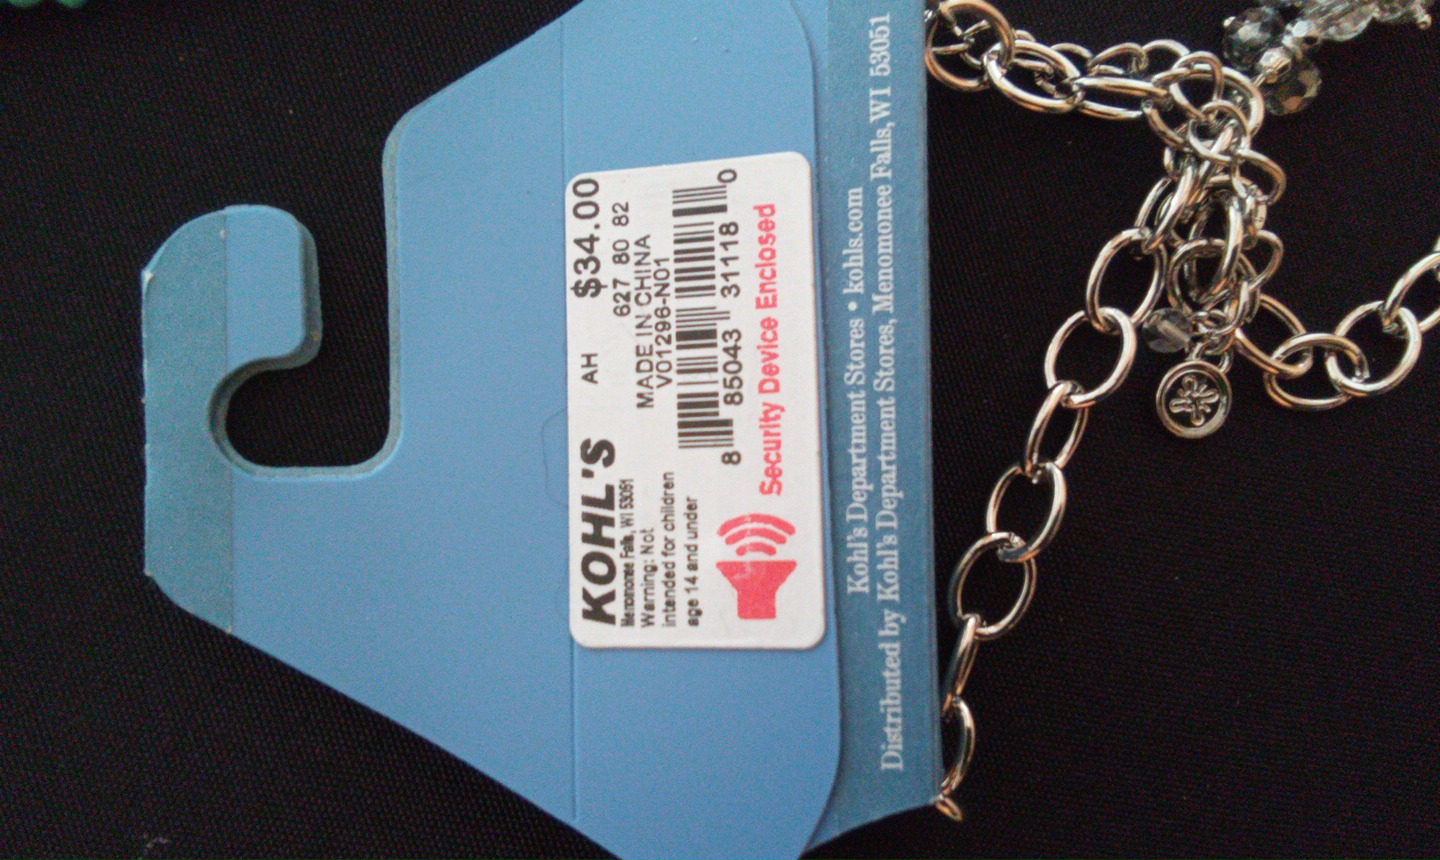 KOHL'S AH $34.00
Menomonee Falls, WI 53051 627 80 82
Warning: Not MADE IN CHINA
intended for children V01296-N01
age 14 and under
8 85043 31118 0
Security Device Enclosed
Kohl's Department Stores • kohls.com
Distributed by Kohl's Department Stores, Menomonee Falls, WI 53051